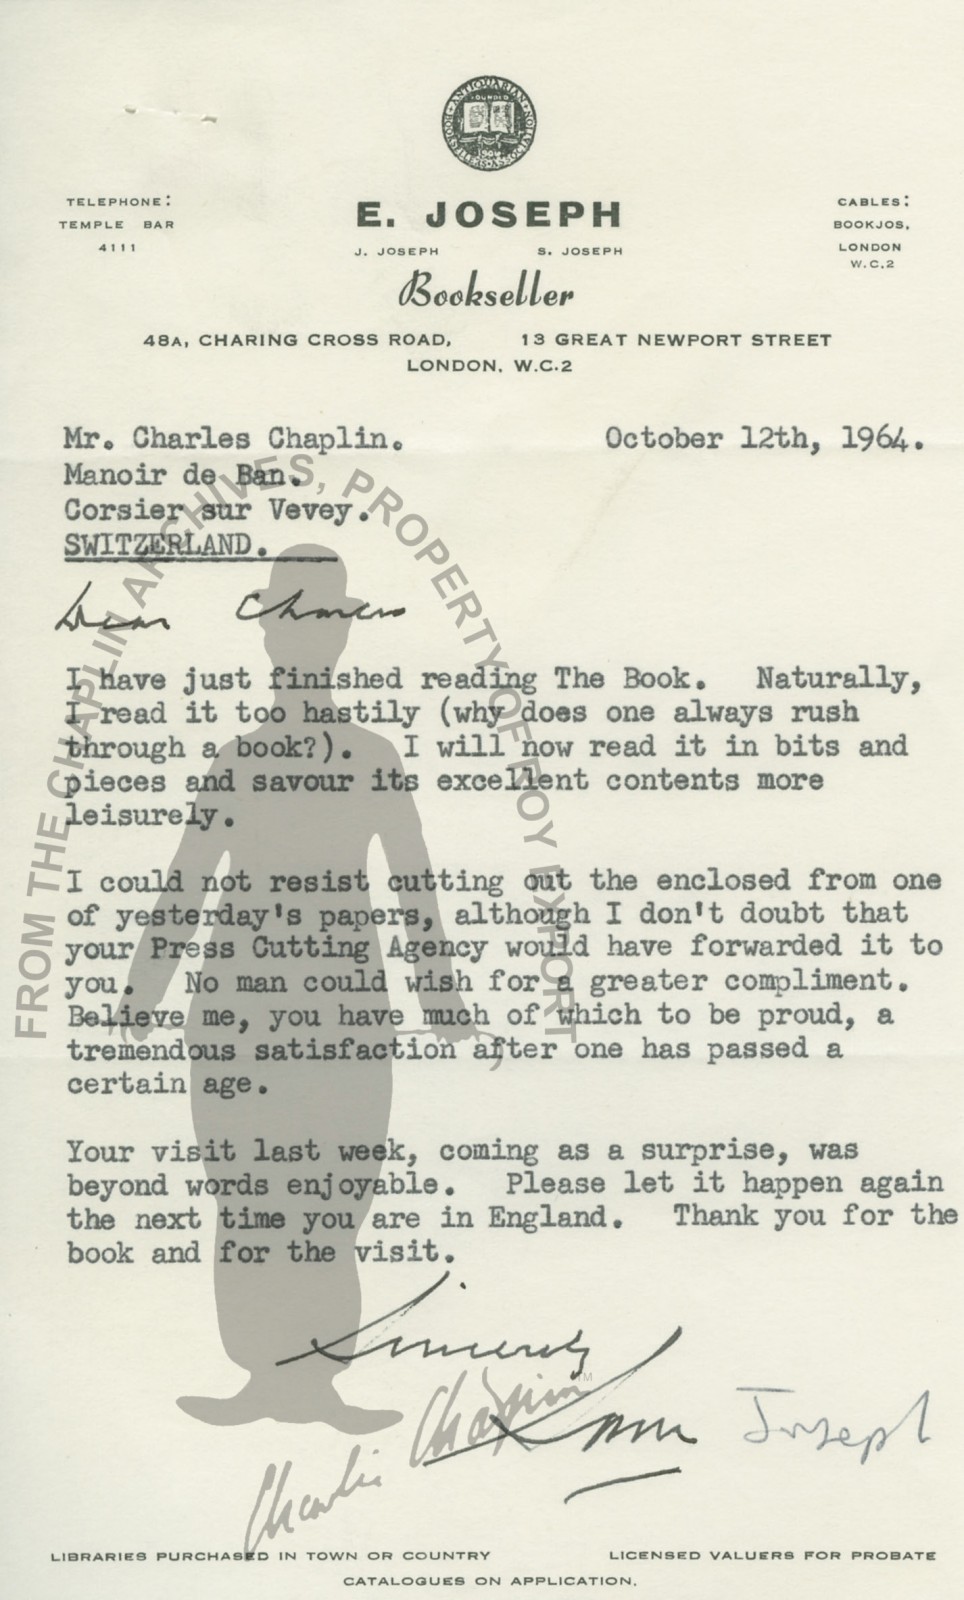 ANTIQUARIAN BOOKSELLERS ASSOCIATION
FOUNDED
1906
TELEPHONE:
TEMPLE BAR
4111
E. JOSEPH
J. JOSEPH S. JOSEPH
Bookseller
CABLES:
BOOKJOS,
LONDON
W.C.2
48A, CHARING CROSS ROAD, 13 GREAT NEWPORT STREET
LONDON, W.C.2
Mr. Charles Chaplin. October 12th, 1964.
Manoir de Ban.
Corsier sur Vevey.
SWITZERLAND.
Dear Charles
I have just finished reading The Book. Naturally,
I read it too hastily (why does one always rush
through a book?). I will now read it in bits and
pieces and savour its excellent contents more
leisurely.
I could not resist cutting out the enclosed from one
of yesterday's papers, although I don't doubt that
your Press Cutting Agency would have forwarded it to
you. No man could wish for a greater compliment.
Believe me, you have much of which to be proud, a
tremendous satisfaction after one has passed a
certain age.
Your visit last week, coming as a surprise, was
beyond words enjoyable. Please let it happen again
the next time you are in England. Thank you for the
book and for the visit.
Sincerely
Sam Joseph
LIBRARIES PURCHASED IN TOWN OR COUNTRY LICENSED VALUERS FOR PROBATE
CATALOGUES ON APPLICATION.
FROM THE CHAPLIN ARCHIVES, PROPERTY OF ROY EXPORT
Charlie Chaplin
TM